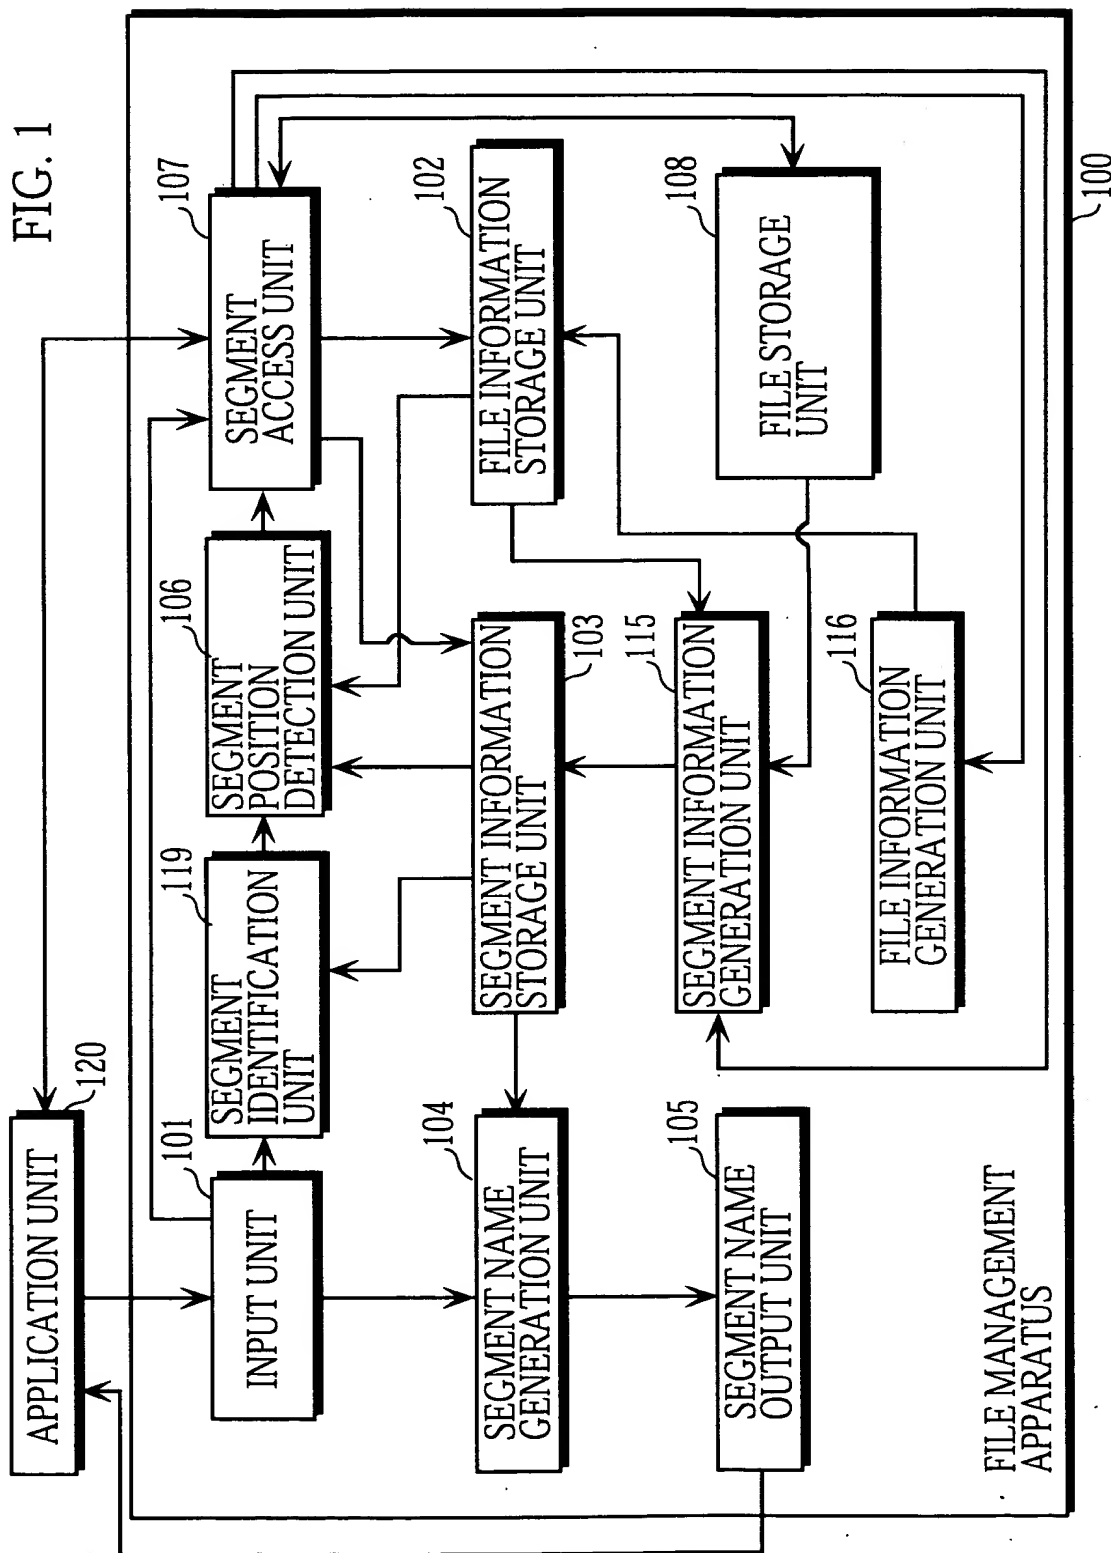 FIG. 1
APPLICATION UNIT
120
101
INPUT UNIT
119
SEGMENT
IDENTIFICATION
UNIT
106
SEGMENT
POSITION
DETECTION UNIT
107
SEGMENT
ACCESS UNIT
104
SEGMENT NAME
GENERATION UNIT
SEGMENT INFORMATION
STORAGE UNIT
103
102
FILE INFORMATION
STORAGE UNIT
105
SEGMENT NAME
OUTPUT UNIT
115
SEGMENT INFORMATION
GENERATION UNIT
108
FILE STORAGE
UNIT
116
FILE INFORMATION
GENERATION UNIT
FILE MANAGEMENT
APPARATUS
100